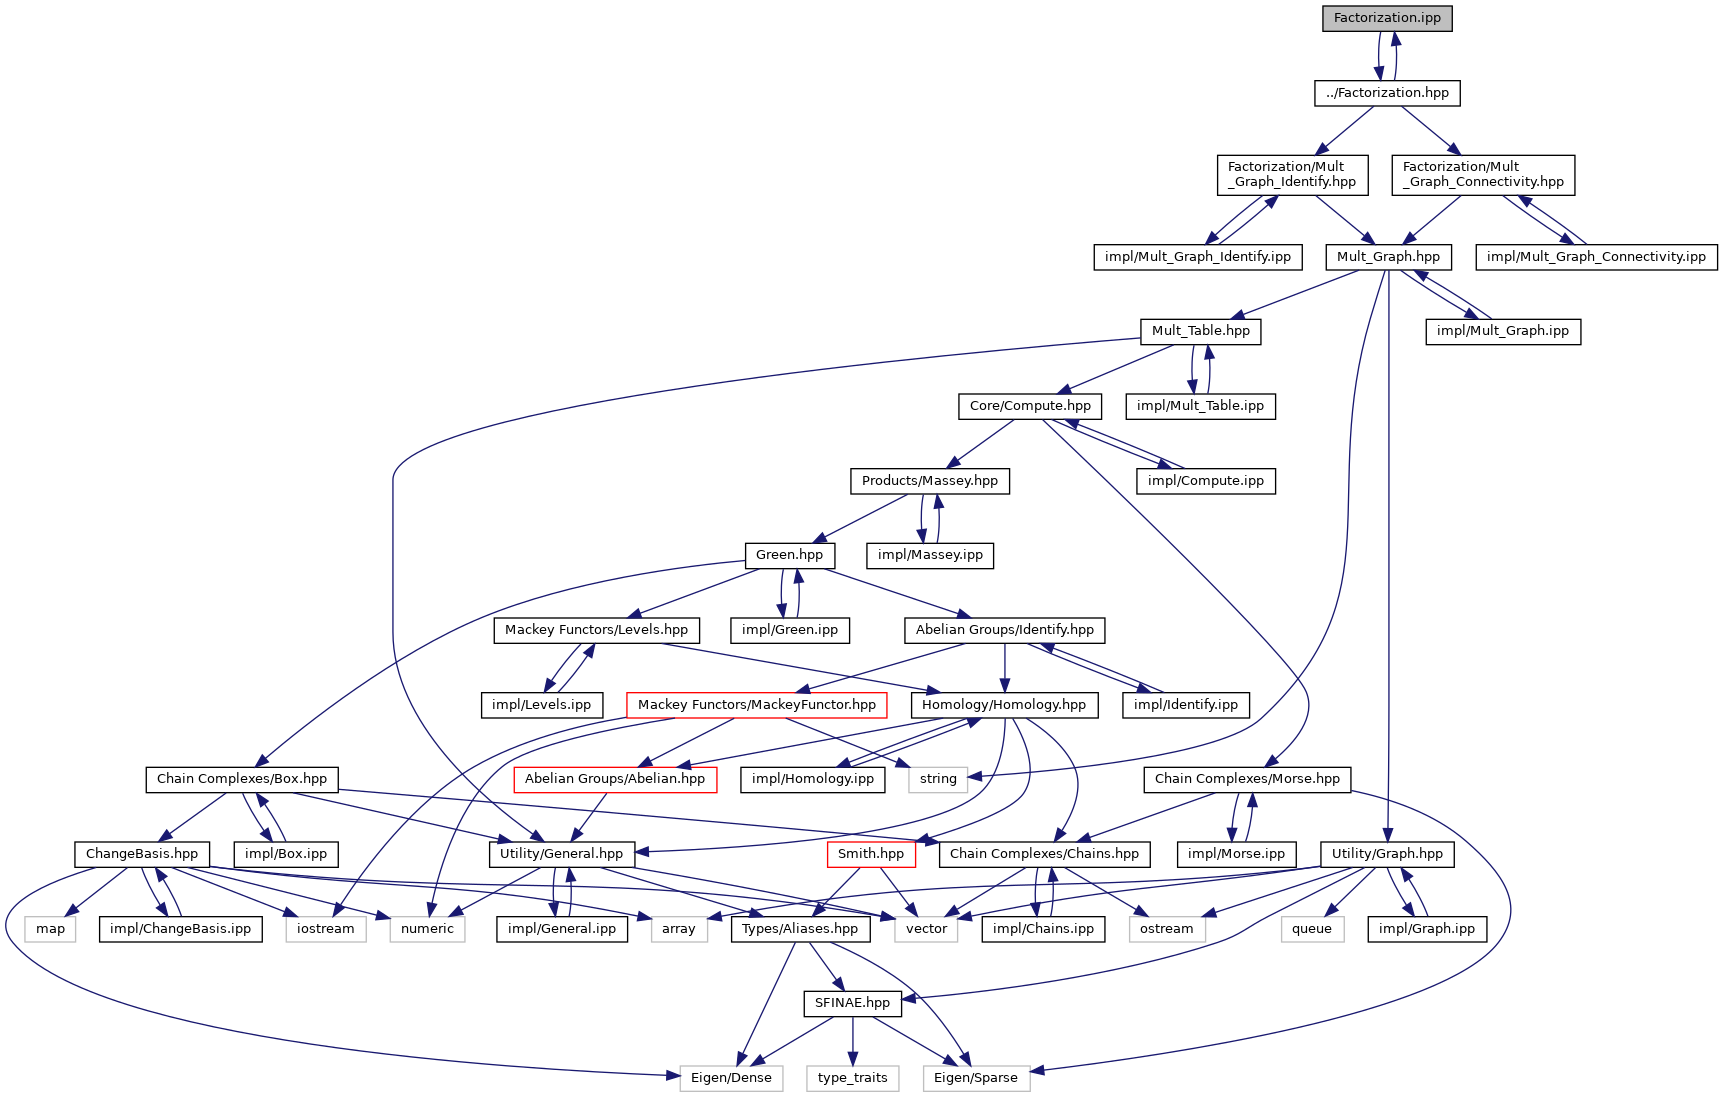 Factorization.ipp
../Factorization.hpp
Factorization/Mult
_Graph_Identify.hpp
Factorization/Mult
_Graph_Connectivity.hpp
impl/Mult_Graph_Identify.ipp
Mult_Graph.hpp
impl/Mult_Graph_Connectivity.ipp
Mult_Table.hpp
impl/Mult_Graph.ipp
Core/Compute.hpp
impl/Mult_Table.ipp
Products/Massey.hpp
impl/Compute.ipp
Green.hpp
impl/Massey.ipp
Mackey Functors/Levels.hpp
impl/Green.ipp
Abelian Groups/Identify.hpp
impl/Levels.ipp
Mackey Functors/MackeyFunctor.hpp
Homology/Homology.hpp
impl/Identify.ipp
Chain Complexes/Box.hpp
Abelian Groups/Abelian.hpp
impl/Homology.ipp
string
Chain Complexes/Morse.hpp
ChangeBasis.hpp
impl/Box.ipp
Utility/General.hpp
Smith.hpp
Chain Complexes/Chains.hpp
impl/Morse.ipp
Utility/Graph.hpp
map
impl/ChangeBasis.ipp
iostream
numeric
impl/General.ipp
array
Types/Aliases.hpp
vector
impl/Chains.ipp
ostream
queue
impl/Graph.ipp
SFINAE.hpp
Eigen/Dense
type_traits
Eigen/Sparse